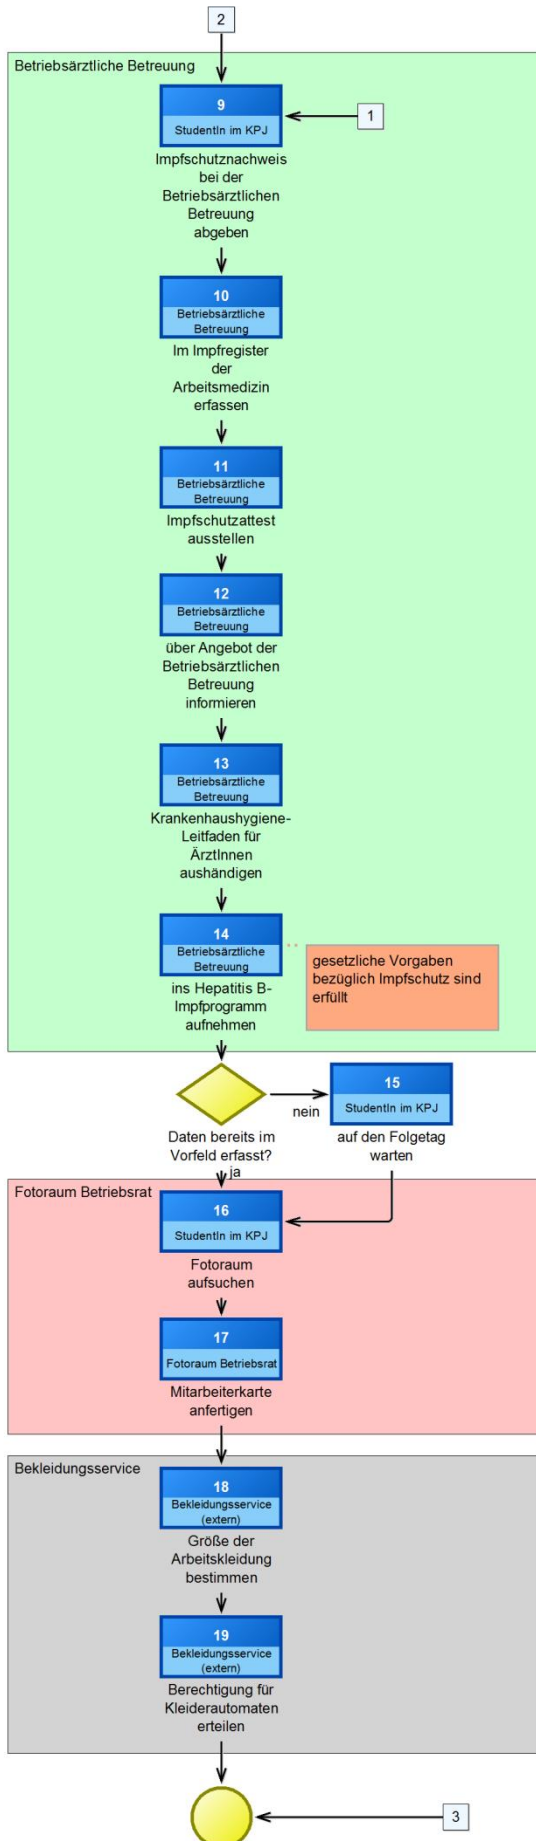 2
Betriebsärztliche Betreuung
9
StudentIn im KPJ
1
Impfschutznachweis
bei der
Betriebsärztlichen
Betreuung
abgeben
10
Betriebsärztliche
Betreuung
Im Impfregister
der
Arbeitsmedizin
erfassen
11
Betriebsärztliche
Betreuung
Impfschutzattest
ausstellen
12
Betriebsärztliche
Betreuung
über Angebot der
Betriebsärztlichen
Betreuung
informieren
13
Betriebsärztliche
Betreuung
Krankenhaushygiene-
Leitfaden für
ÄrztInnen
aushändigen
14
Betriebsärztliche
Betreuung
ins Hepatitis B-
Impfprogramm
aufnehmen
gesetzliche Vorgaben
bezüglich Impfschutz sind
erfüllt
nein
15
StudentIn im KPJ
auf den Folgetag
warten
Daten bereits im
Vorfeld erfasst?
ja
Fotoraum Betriebsrat
16
StudentIn im KPJ
Fotoraum
aufsuchen
17
Fotoraum Betriebsrat
Mitarbeiterkarte
anfertigen
Bekleidungsservice
18
Bekleidungsservice
(extern)
Größe der
Arbeitskleidung
bestimmen
19
Bekleidungsservice
(extern)
Berechtigung für
Kleiderautomaten
erteilen
3